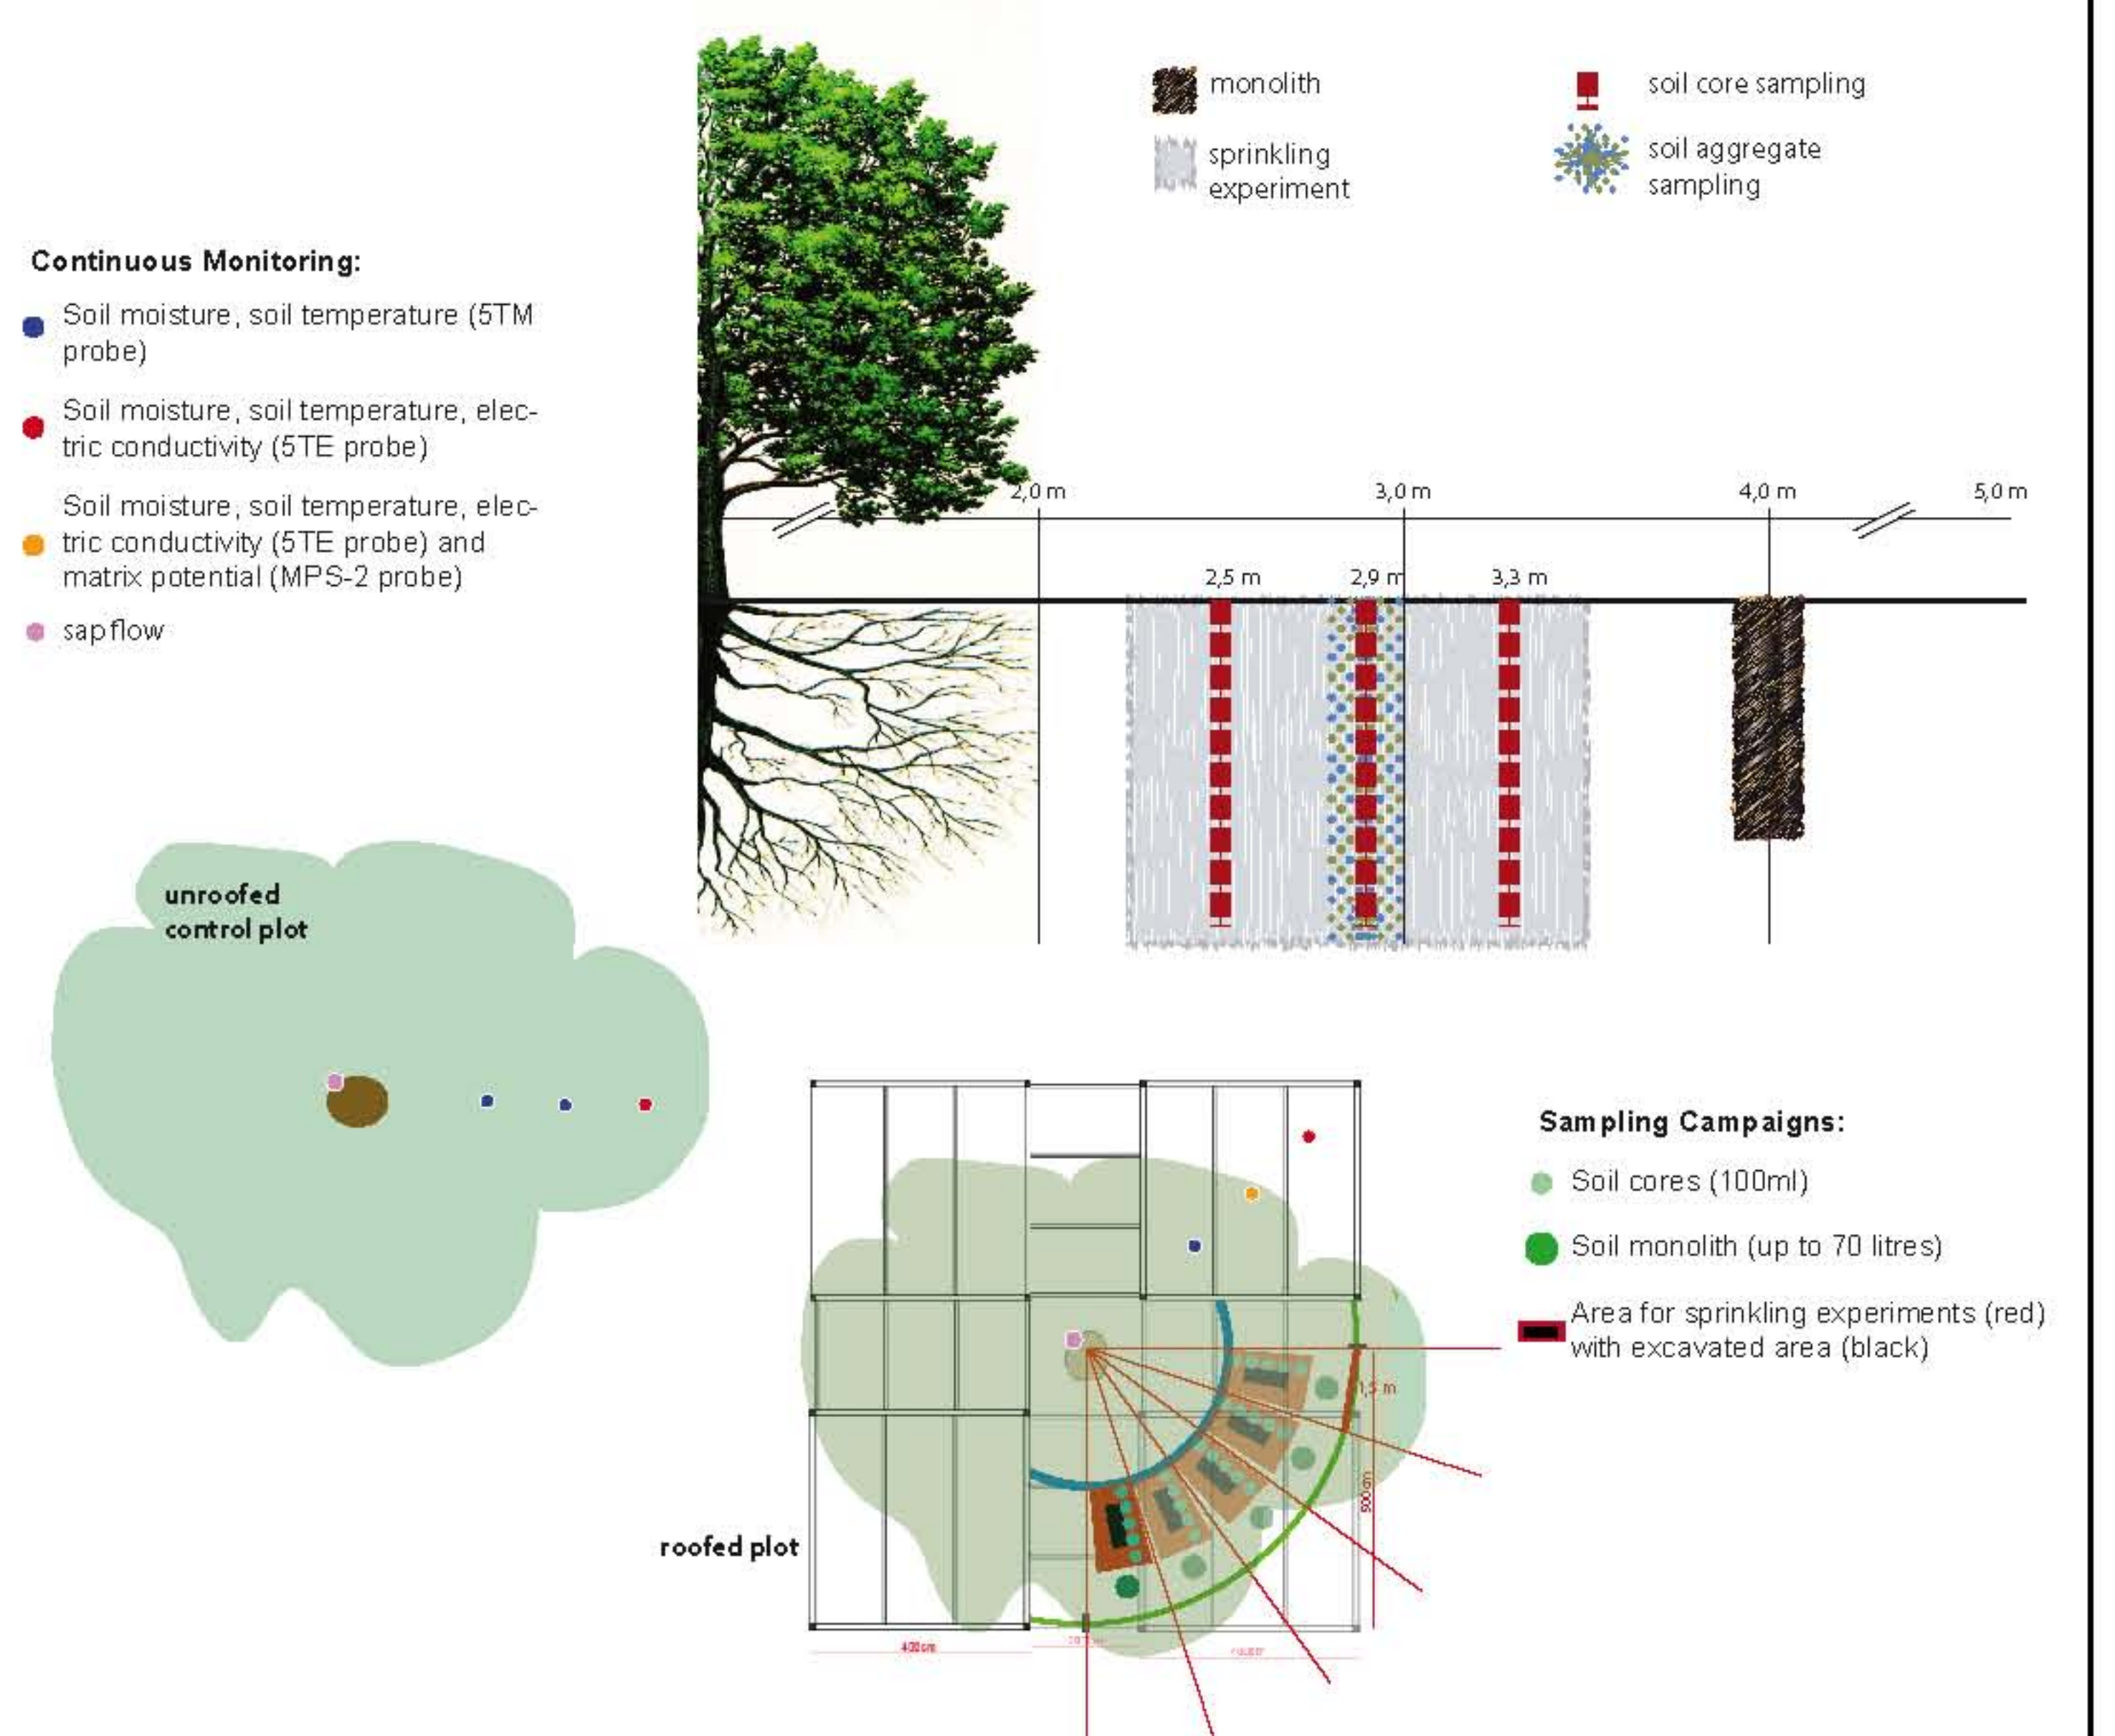 monolith
sprinkling
experiment
soil core sampling
soil aggregate
sampling
Continuous Monitoring:
Soil moisture, soil temperature (5TM
probe)
Soil moisture, soil temperature, elec-
tric conductivity (5TE probe)
Soil moisture, soil temperature, elec-
tric conductivity (5TE probe) and
matrix potential (MPS-2 probe)
sapflow
2,0 m
3,0 m
4,0 m
5,0 m
2,5 m
2,9 m
3,3 m
unroofed
control plot
Sampling Campaigns:
Soil cores (100ml)
Soil monolith (up to 70 litres)
Area for sprinkling experiments (red)
with excavated area (black)
1,5 m
roofed plot
400cm